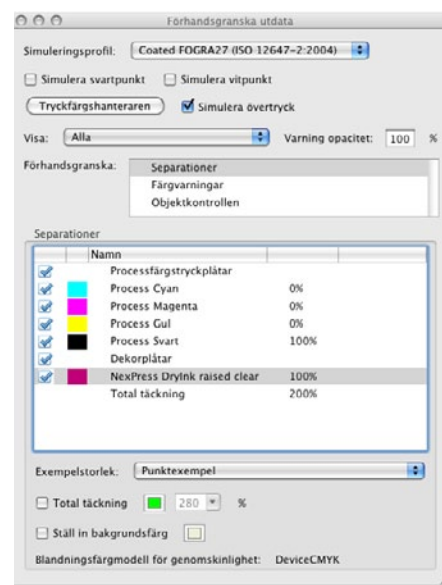 Förhandsgranska utdata
Simuleringsprofil: Coated FOGRA27 (ISO 12647-2:2004)
Simulera svartpunkt Simulera vitpunkt
Tryckfärgshanteraren Simulera övertryck
Visa: Alla Varning opacitet: 100 %
Förhandsgranska: Separationer
Färgvarningar
Objektkontrollen
Separationer
Namn
Processfärgstryckplåtar
Process Cyan 0%
Process Magenta 0%
Process Gul 0%
Process Svart 100%
Dekorplåtar
NexPress DryInk raised clear 100%
Total täckning 200%
Exempelstorlek: Punktexempel
Total täckning 280 %
Ställ in bakgrundsfärg
Blandningsfärgmodell för genomskinlighet: DeviceCMYK